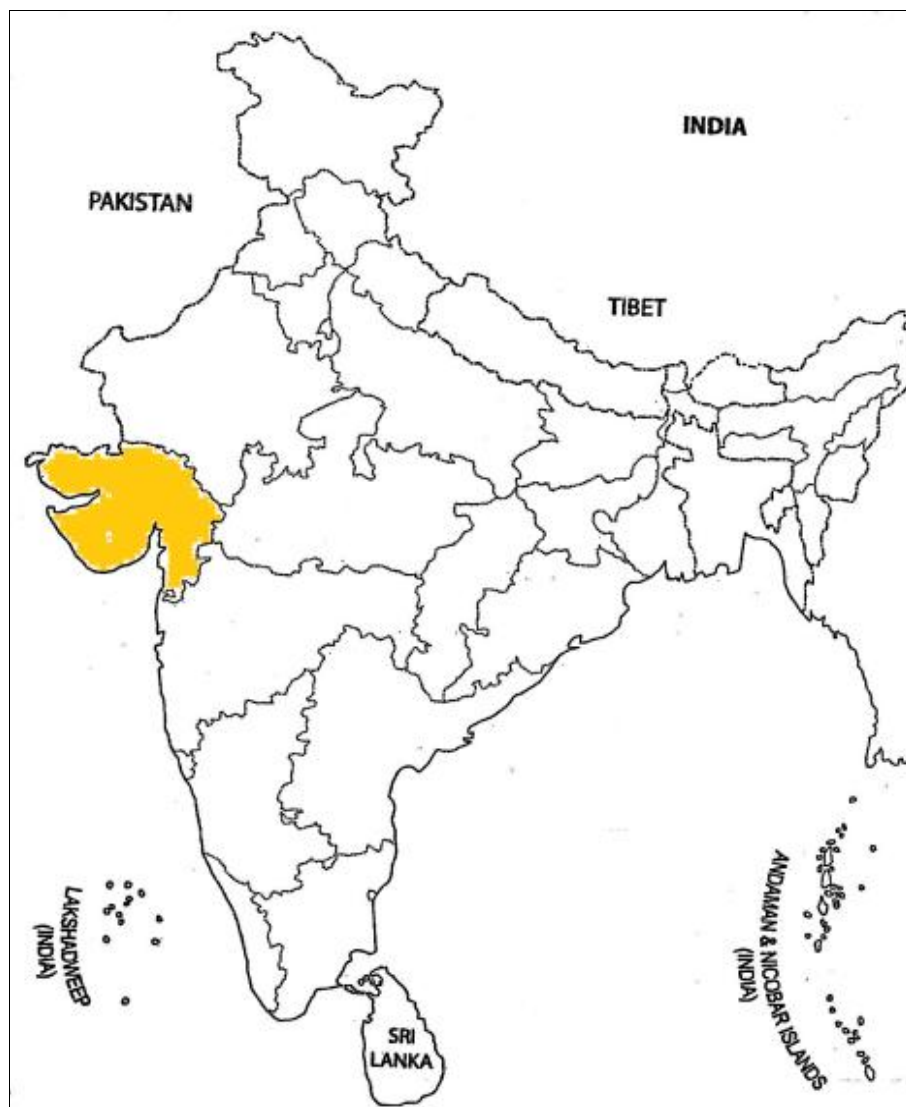 INDIA
PAKISTAN
TIBET
LAKSHADWEEP
(INDIA)
ANDAMAN & NICOBAR ISLANDS
(INDIA)
SRI
LANKA